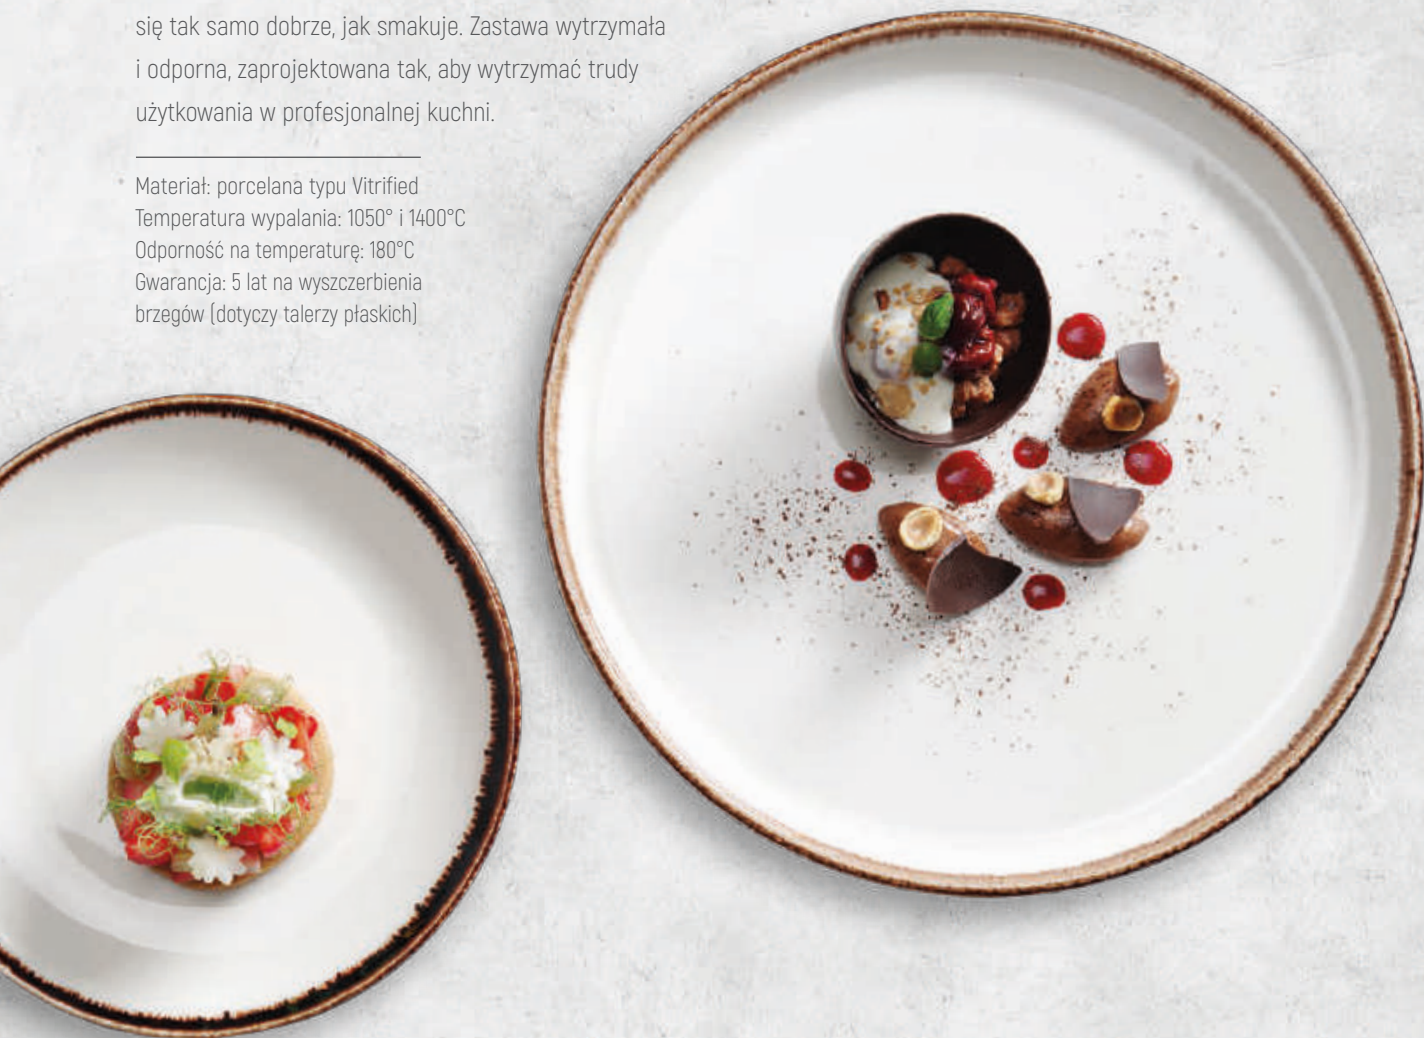 się tak samo dobrze, jak smakuje. Zastawa wytrzymała
i odporna, zaprojektowana tak, aby wytrzymać trudy
użytkowania w profesjonalnej kuchni.
Materiał: porcelana typu Vitrified
Temperatura wypalania: 1050° i 1400°C
Odporność na temperaturę: 180°C
Gwarancja: 5 lat na wyszczerbienia
brzegów (dotyczy talerzy płaskich)